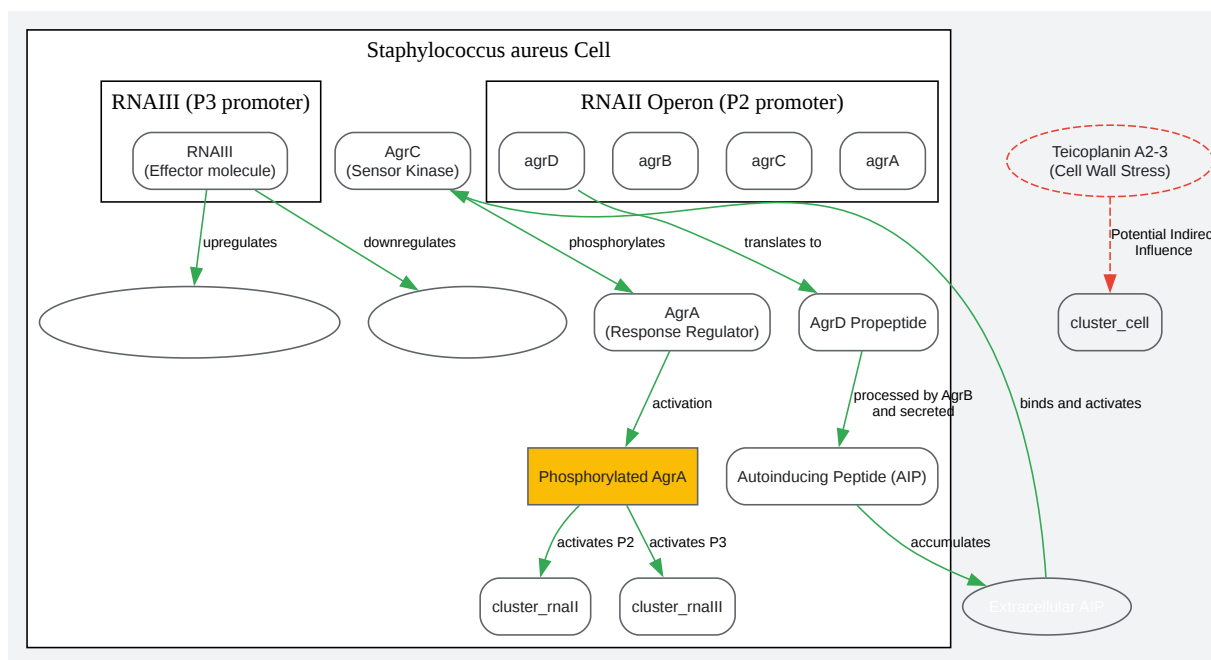 Staphylococcus aureus Cell
RNAIII (P3 promoter)
RNAII Operon (P2 promoter)
RNAIII
(Effector molecule)
AgrC
(Sensor Kinase)
agrD
agrB
agrC
agrA
Teicoplanin A2-3
(Cell Wall Stress)
upregulates
downregulates
phosphorylates
translates to
Potential Indirect
Influence
AgrA
(Response Regulator)
AgrD Propeptide
cluster_cell
activation
processed by AgrB
and secreted
binds and activates
Phosphorylated AgrA
Autoinducing Peptide (AIP)
activates P2
activates P3
accumulates
cluster_rnaII
cluster_rnaIII
Extracellular AIP